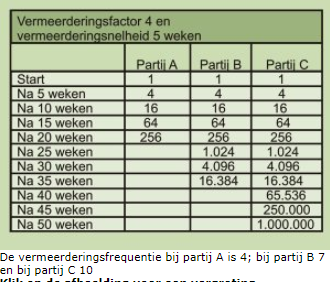 Vermeerderingsfactor 4 en
vermeerderingsnelheid 5 weken
Partij A Partij B Partij C
Start 1 1 1
Na 5 weken 4 4 4
Na 10 weken 16 16 16
Na 15 weken 64 64 64
Na 20 weken 256 256 256
Na 25 weken 1.024 1.024
Na 30 weken 4.096 4.096
Na 35 weken 16.384 16.384
Na 40 weken 65.536
Na 45 weken 250.000
Na 50 weken 1.000.000
De vermeerderingsfrequentie bij partij A is 4; bij partij B 7
en bij partij C 10
Klik op de afbeelding voor een vergroting